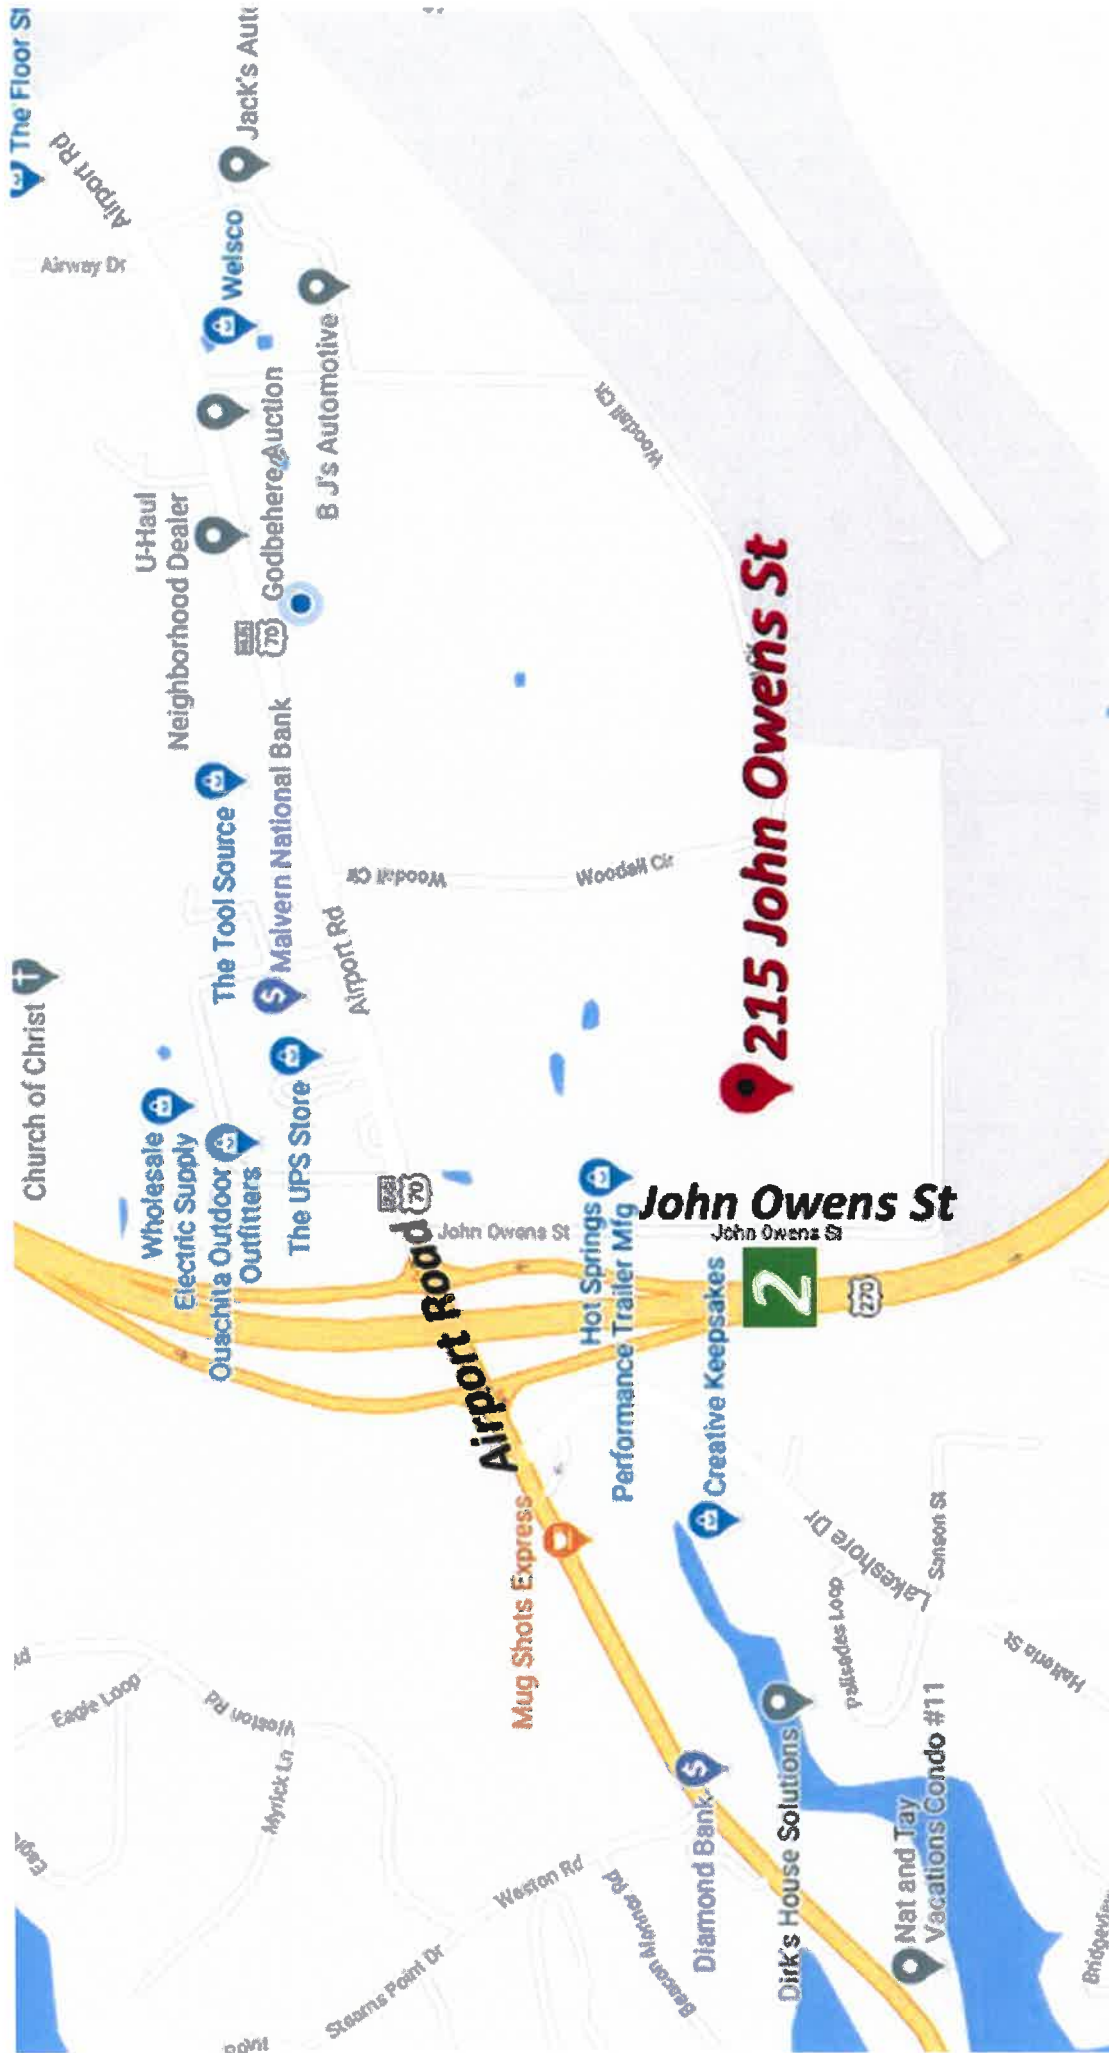 Church of Christ
The Floor St
Eagle Loop
Airport Rd
Airway Dr
Wholesale
Electric Supply
U-Haul
Neighborhood Dealer
Weston Rd
Ouachita Outdoor
Outfitters
The Tool Source
Welsco
Jack's Aut
Myrick Ln
The UPS Store
Malvern National Bank
70
Godbehere Auction
B J's Automotive
Airport Rd
Stearns Point Dr
Woodall Cir
70
Airport Road
John Owens St
Mug Shots Express
Weston Rd
Hot Springs
Performance Trailer Mfg
Woodall Cir
Woodall Cir
Beacon Manor Rd
John Owens St
John Owens St
Diamond Bank
Creative Keepsakes
2
215 John Owens St
Cir
Dirk's House Solutions
Lakeshore Dr
270
Palisades Loop
Sanson St
Nat and Tay
Vacations Condo #11
Halteria St
Bridgeview